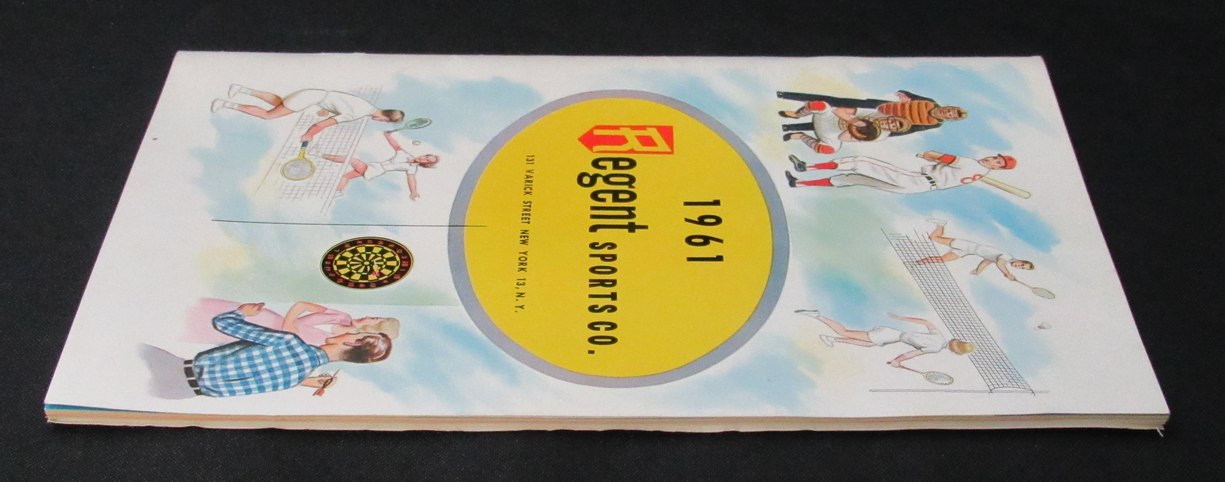 1961
Regent SPORTS CO.
131 VARICK STREET NEW YORK 13, N.Y.